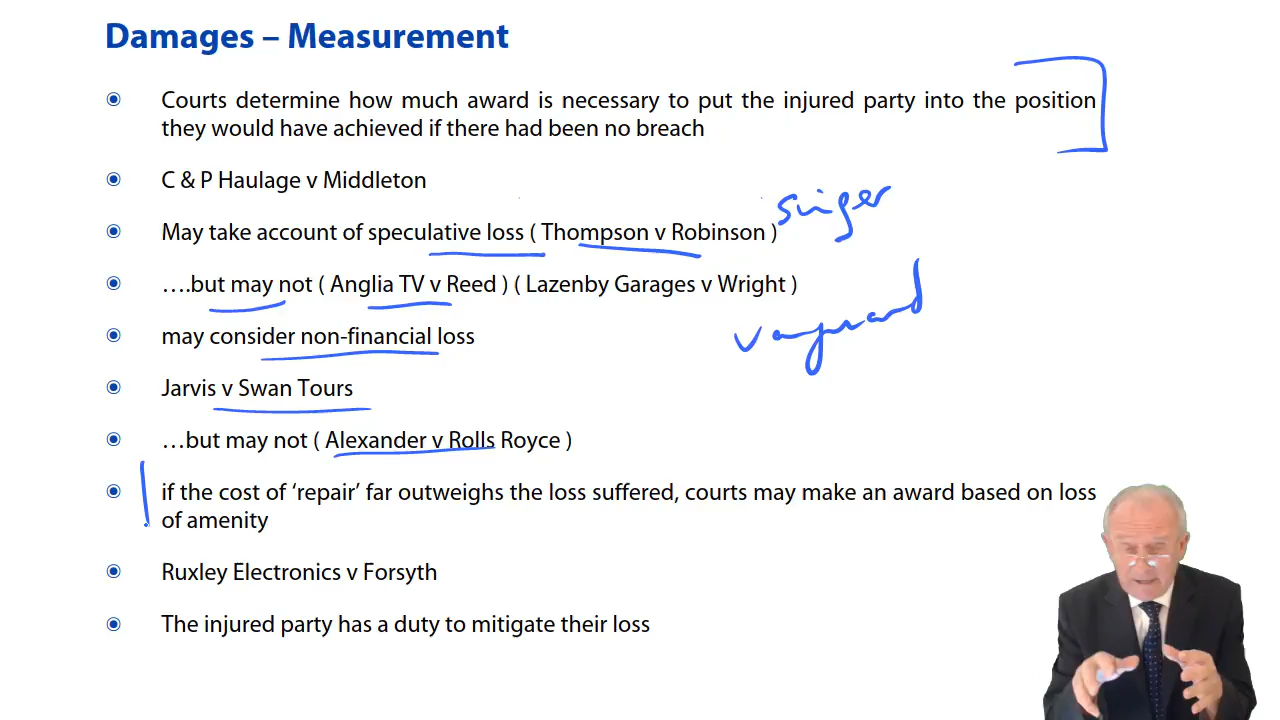 Damages – Measurement
Courts determine how much award is necessary to put the injured party into the position
they would have achieved if there had been no breach
C & P Haulage v Middleton
May take account of speculative loss ( Thompson v Robinson )
singer
….but may not ( Anglia TV v Reed ) ( Lazenby Garages v Wright )
vanguard
may consider non-financial loss
Jarvis v Swan Tours
…but may not ( Alexander v Rolls Royce )
if the cost of ‘repair’ far outweighs the loss suffered, courts may make an award based on loss
of amenity
Ruxley Electronics v Forsyth
The injured party has a duty to mitigate their loss